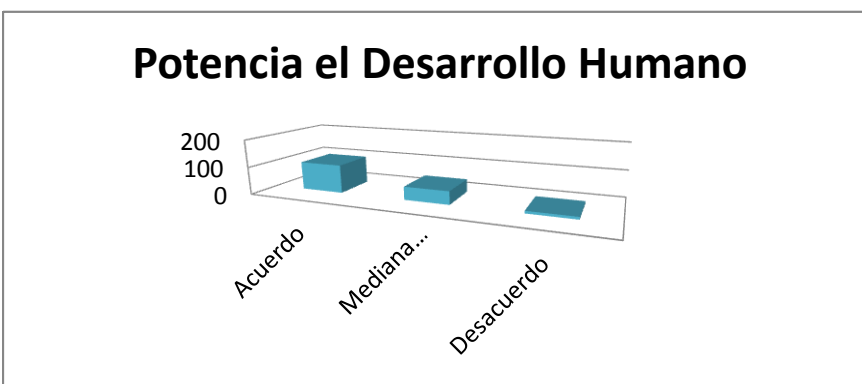 Potencia el Desarrollo Humano
200
100
0
Acuerdo
Mediana...
Desacuerdo